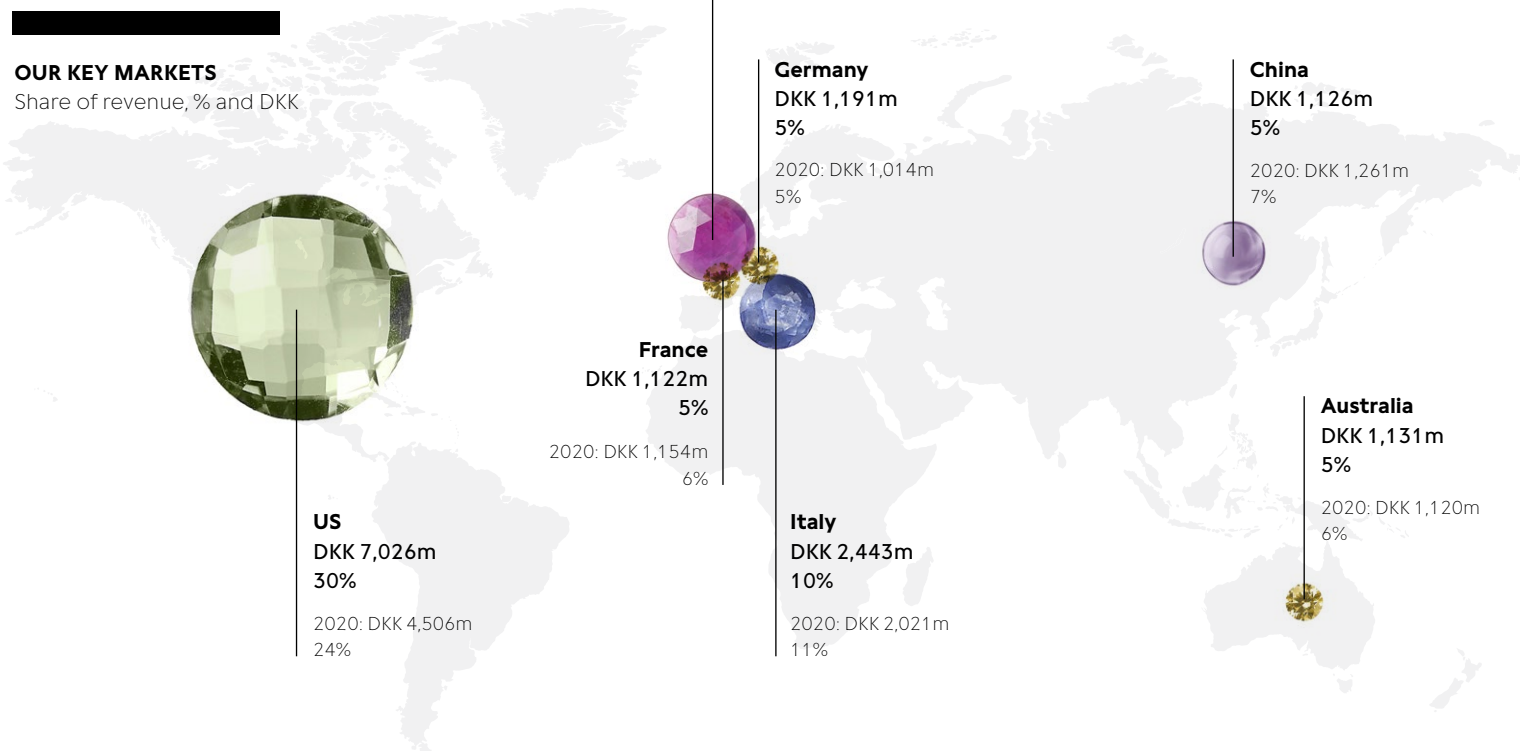 OUR KEY MARKETS
Share of revenue, % and DKK
Germany
DKK 1,191m
5%
2020: DKK 1,014m
5%
China
DKK 1,126m
5%
2020: DKK 1,261m
7%
France
DKK 1,122m
5%
2020: DKK 1,154m
6%
Australia
DKK 1,131m
5%
2020: DKK 1,120m
6%
US
DKK 7,026m
30%
2020: DKK 4,506m
24%
Italy
DKK 2,443m
10%
2020: DKK 2,021m
11%